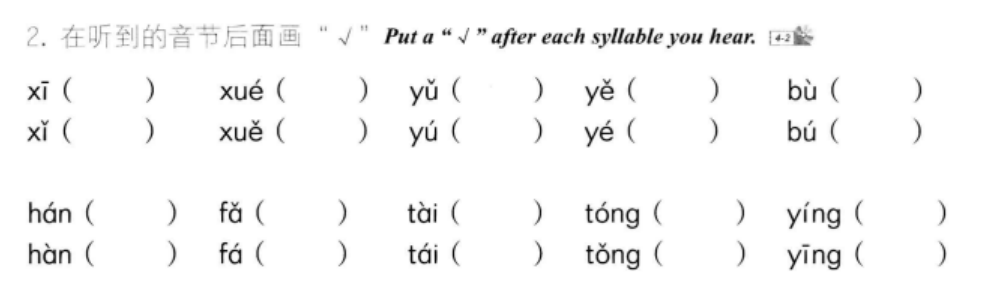 2. 在听到的音节后面画“√” Put a “√” after each syllable you hear. 4-2
xī ( ) xué ( ) yǔ ( ) yě ( ) bù ( )
xǐ ( ) xuě ( ) yú ( ) yé ( ) bú ( )
hán ( ) fǎ ( ) tài ( ) tóng ( ) yíng ( )
hàn ( ) fá ( ) tái ( ) tǒng ( ) yīng ( )